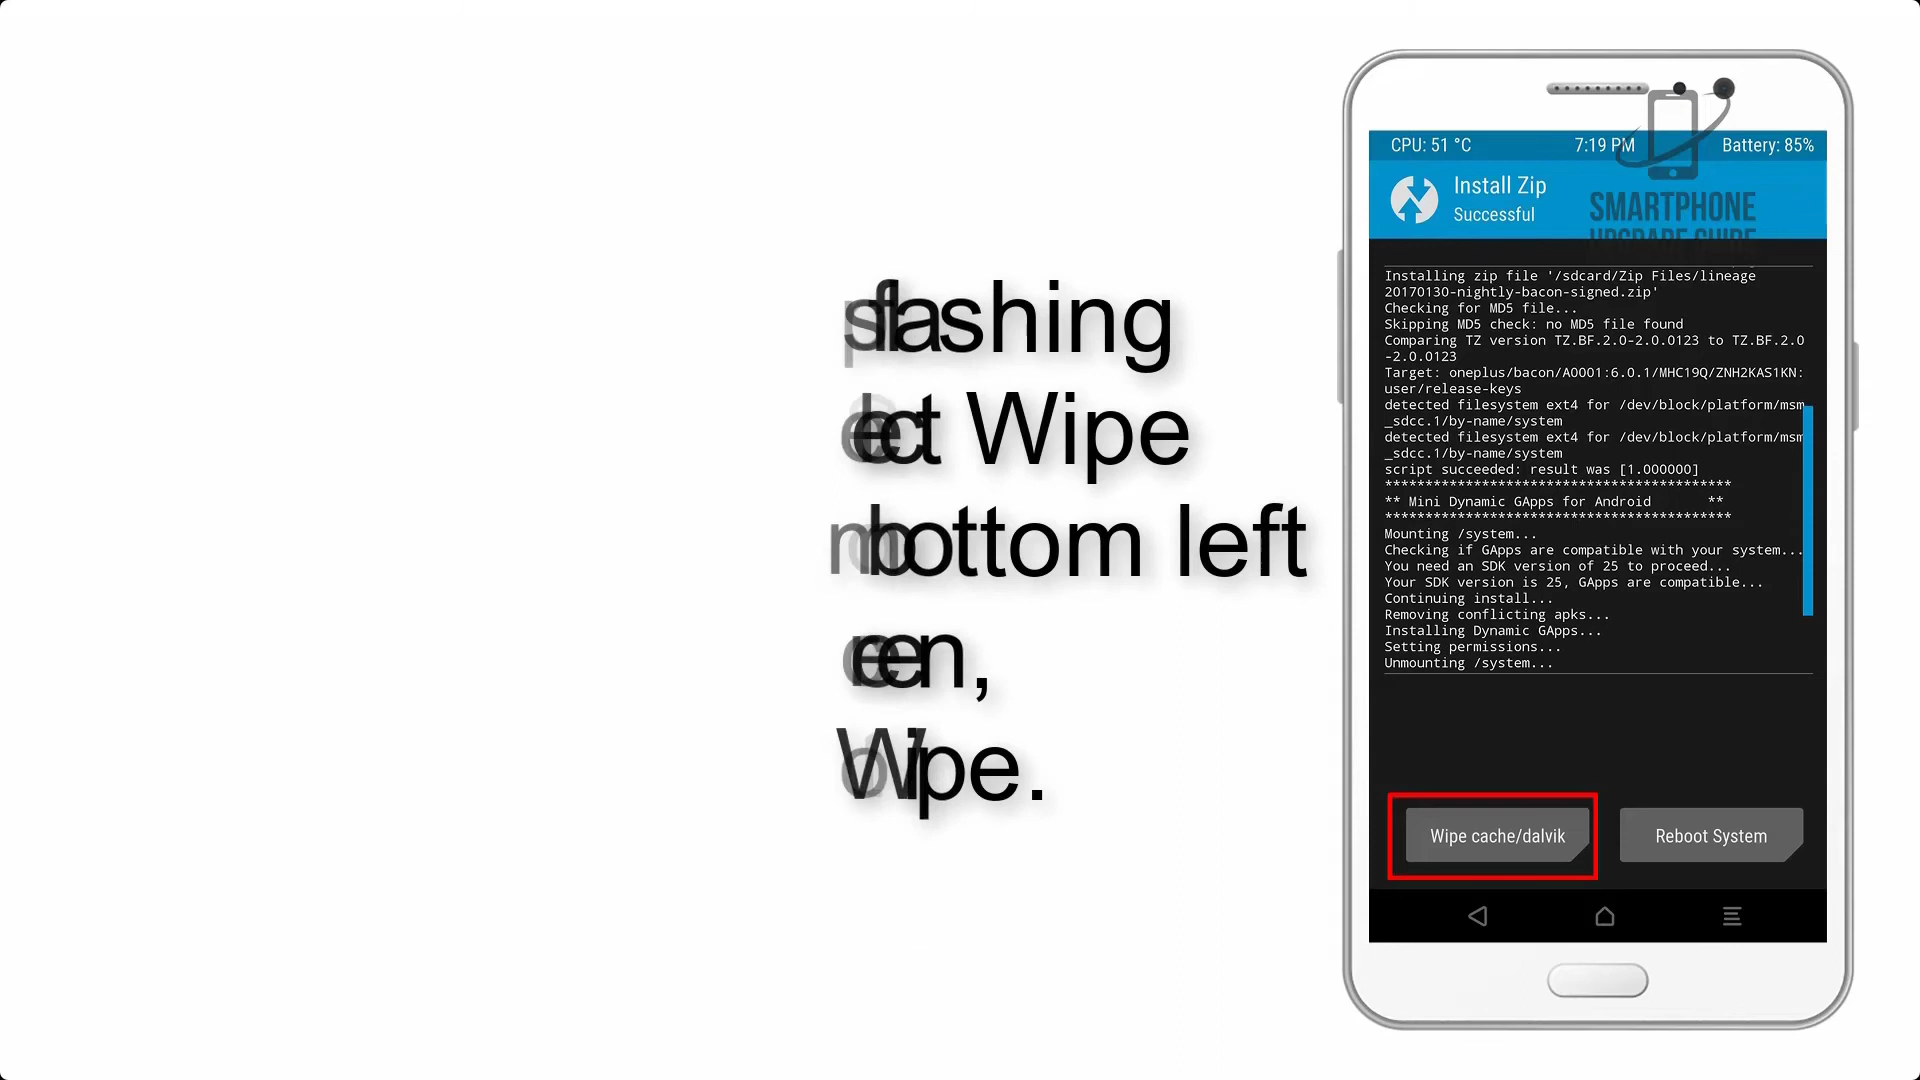 flashing
Wipe
bottom left
Wipe.
CPU: 51 °C 7:19 PM Battery: 85%
Install Zip
Successful
SMARTPHONE
UPGRADE GUIDE
Installing zip file '/sdcard/Zip Files/lineage
20170130-nightly-bacon-signed.zip'
Checking for MD5 file...
Skipping MD5 check: no MD5 file found
Comparing TZ version TZ.BF.2.0-2.0.0123 to TZ.BF.2.0
-2.0.0123
Target: oneplus/bacon/A0001:6.0.1/MHC19Q/ZNH2KAS1KN:
user/release-keys
detected filesystem ext4 for /dev/block/platform/msm
_sdcc.1/by-name/system
detected filesystem ext4 for /dev/block/platform/msm
_sdcc.1/by-name/system
script succeeded: result was [1.000000]
*******************************************
** Mini Dynamic GApps for Android **
*******************************************
Mounting /system...
Checking if GApps are compatible with your system...
You need an SDK version of 25 to proceed...
Your SDK version is 25, GApps are compatible...
Continuing install...
Removing conflicting apks...
Installing Dynamic GApps...
Setting permissions...
Unmounting /system...
Wipe cache/dalvik Reboot System